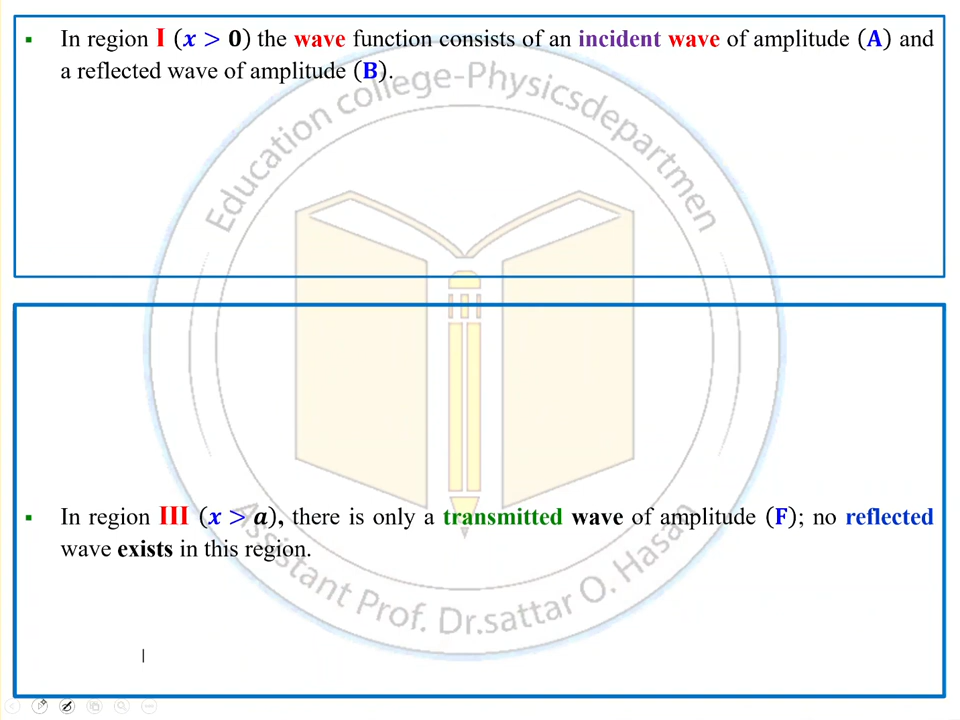 ▪ In region I (x > 0) the wave function consists of an incident wave of amplitude (A) and
a reflected wave of amplitude (B).
Education college-Physicsdepartmen
▪ In region III (x > a), there is only a transmitted wave of amplitude (F); no reflected
wave exists in this region.
Assistant Prof. Dr.sattar O. Hasan